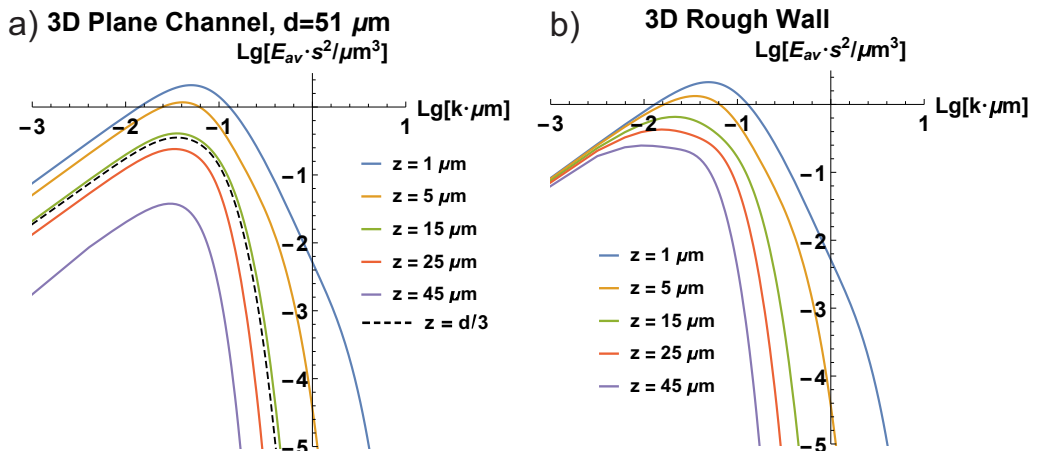 a) 3D Plane Channel, d=51 µm
Lg[E_av·s²/µm³]
Lg[k·µm]
-3
-2
-1
1
-1
-2
-3
-4
-5
z = 1 µm
z = 5 µm
z = 15 µm
z = 25 µm
z = 45 µm
z = d/3
b) 3D Rough Wall
Lg[E_av·s²/µm³]
Lg[k·µm]
-3
-2
-1
1
-1
-2
-3
-4
-5
z = 1 µm
z = 5 µm
z = 15 µm
z = 25 µm
z = 45 µm